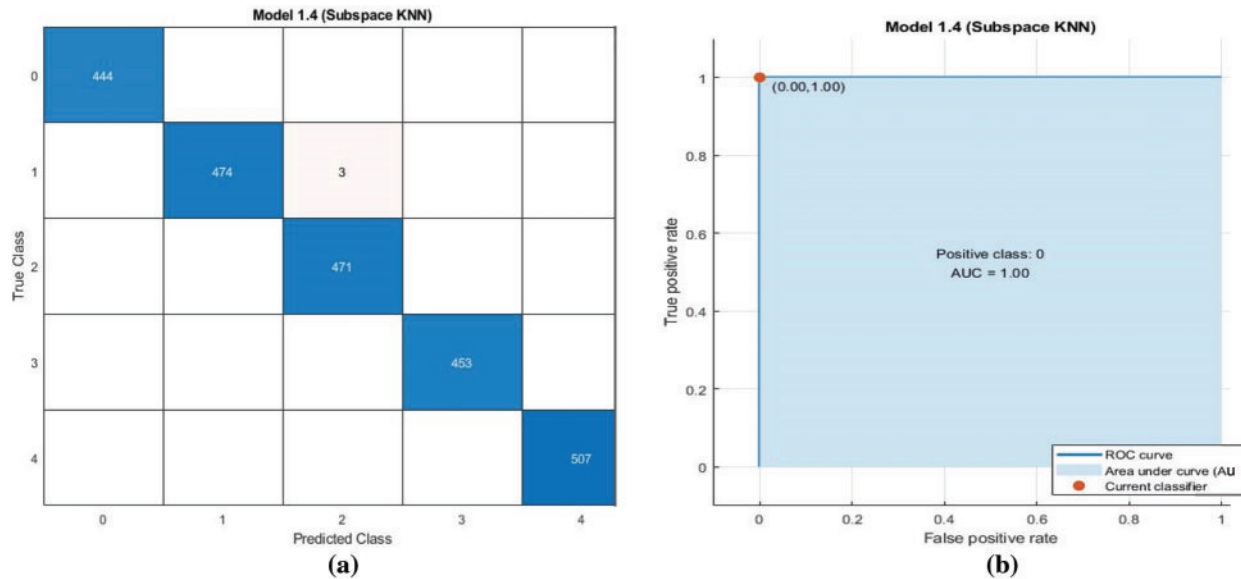 Model 1.4 (Subspace KNN)
0
1
2
3
4
True Class
444
474
3
471
453
507
0
1
2
3
4
Predicted Class
(a)
Model 1.4 (Subspace KNN)
1
0.8
0.6
0.4
0.2
0
True positive rate
(0.00,1.00)
Positive class: 0
AUC = 1.00
ROC curve
Area under curve (AU
Current classifier
0
0.2
0.4
0.6
0.8
1
False positive rate
(b)